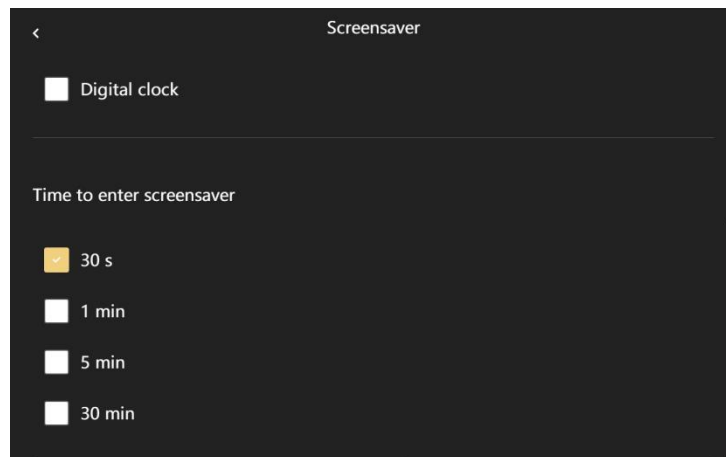 Screensaver
Digital clock
Time to enter screensaver
30 s
1 min
5 min
30 min